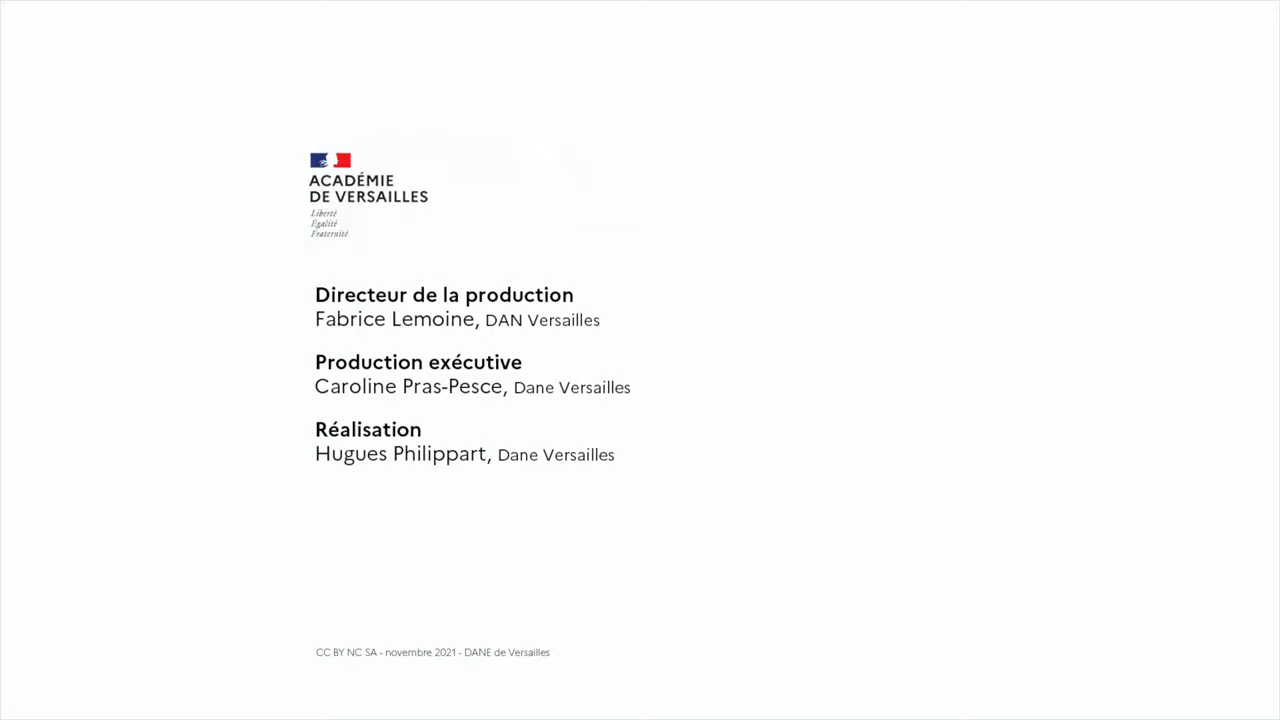 ACADÉMIE
DE VERSAILLES
Liberté
Égalité
Fraternité
Directeur de la production
Fabrice Lemoine, DAN Versailles
Production exécutive
Caroline Pras-Pesce, Dane Versailles
Réalisation
Hugues Philippart, Dane Versailles
CC BY NC SA - novembre 2021 - DANE de Versailles